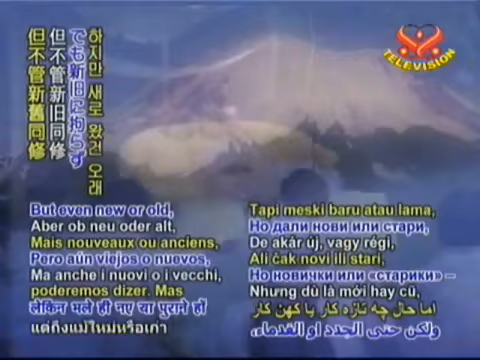 하지만 새로 왔건 오래
でも新旧に拘らず
但不管新旧同修
但不管新舊同修
TELEVISION
But even new or old,
Aber ob neu oder alt,
Mais nouveaux ou anciens,
Pero aún viejos o nuevos,
Ma anche i nuovi o i vecchi,
poderemos dizer. Mas
लेकिन भले ही नए या पुराने हों
แต่ถึงแม้ใหม่หรือเก่า
Tapi meski baru atau lama,
Но дали нови или стари,
De akár új, vagy régi,
Ali čak novi ili stari,
Но новички или «старики» –
Nhưng dù là mới hay cũ,
اما حال چه تازه کار یا کهن کار
ولكن حتى الجدد او القدماء،